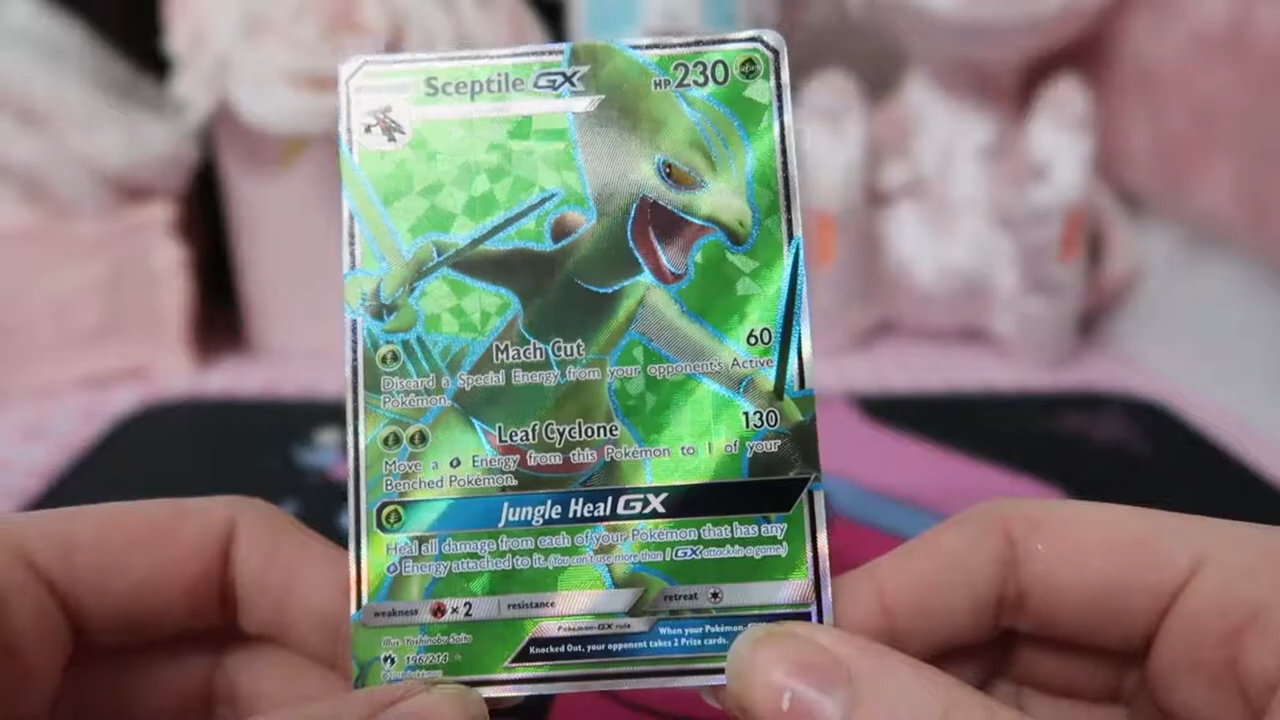 Sceptile GX HP 230
Mach Cut 60
Discard a Special Energy from your opponent's Active
Pokémon.
Leaf Cyclone 130
Move a Energy from this Pokémon to 1 of your
Benched Pokémon.
Jungle Heal GX
Heal all damage from each of your Pokémon that has any
Energy attached to it. (You can't use more than 1 GX attack in a game.)
weakness ×2 resistance retreat
Pokémon-GX rule When your Pokémon-
Knocked Out, your opponent takes 2 Prize cards.
Illus. Yoshinobu Saito
196/214
©2018 Pokémon